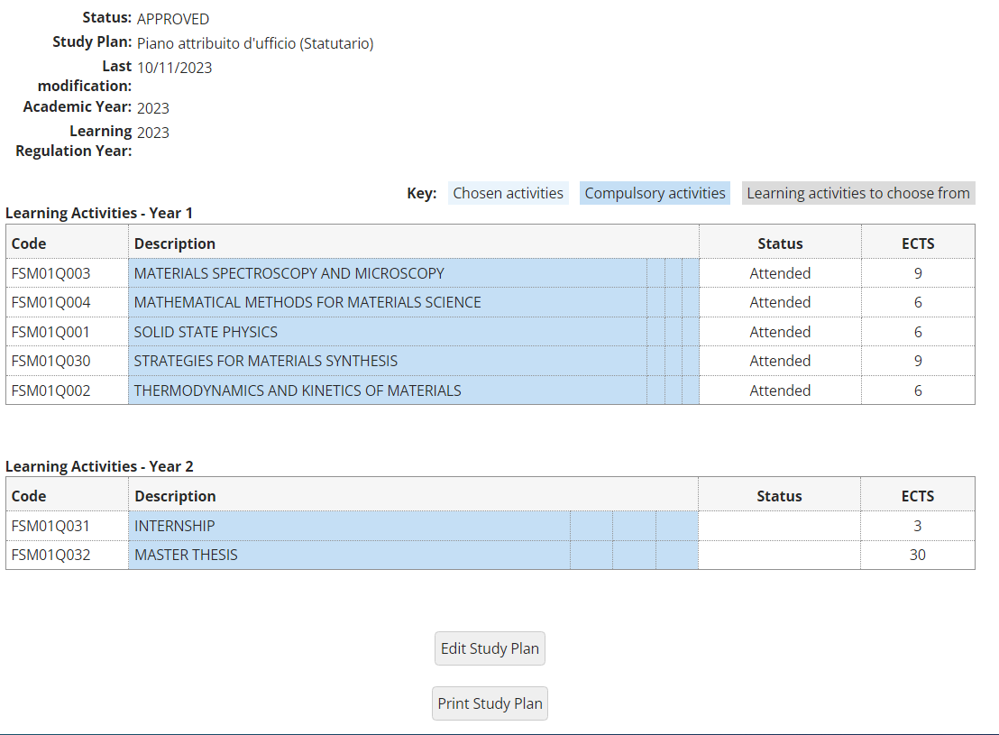 Status: APPROVED
Study Plan: Piano attribuito d'ufficio (Statutario)
Last modification: 10/11/2023
Academic Year: 2023
Learning Regulation Year: 2023
Key: Chosen activities Compulsory activities Learning activities to choose from
Learning Activities - Year 1
Code Description Status ECTS
FSM01Q003 MATERIALS SPECTROSCOPY AND MICROSCOPY Attended 9
FSM01Q004 MATHEMATICAL METHODS FOR MATERIALS SCIENCE Attended 6
FSM01Q001 SOLID STATE PHYSICS Attended 6
FSM01Q030 STRATEGIES FOR MATERIALS SYNTHESIS Attended 9
FSM01Q002 THERMODYNAMICS AND KINETICS OF MATERIALS Attended 6
Learning Activities - Year 2
Code Description Status ECTS
FSM01Q031 INTERNSHIP 3
FSM01Q032 MASTER THESIS 30
Edit Study Plan
Print Study Plan